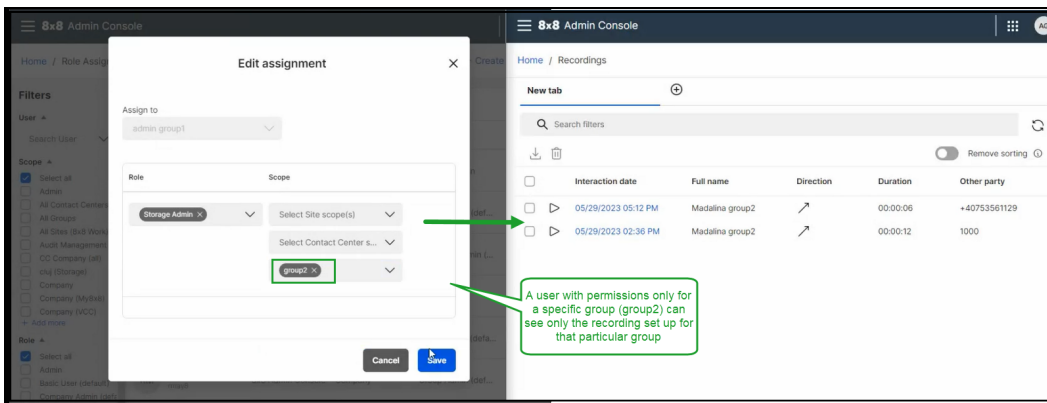 8x8 Admin Console
Home / Role Assig
Create
Filters
User
Search User
Scope
Select all
Admin
All Contact Centers
All Groups
All Sites (8x8 Work)
Audit Management
CC Company (all)
cluj (Storage)
Company
Company (My8x8)
Company (VCC)
+ Add more
Role
Select all
Admin
Basic User (default)
Company Admin
Edit assignment
Assign to
admin group1
Role
Scope
Storage Admin
Select Site scope(s)
Select Contact Center s...
group2
Cancel
Save
8x8 Admin Console
AG
Home / Recordings
New tab
Search filters
Remove sorting
Interaction date
Full name
Direction
Duration
Other party
05/29/2023 05:12 PM
Madalina group2
00:00:06
+40753561129
05/29/2023 02:36 PM
Madalina group2
00:00:12
1000
A user with permissions only for
a specific group (group2) can
see only the recording set up for
that particular group